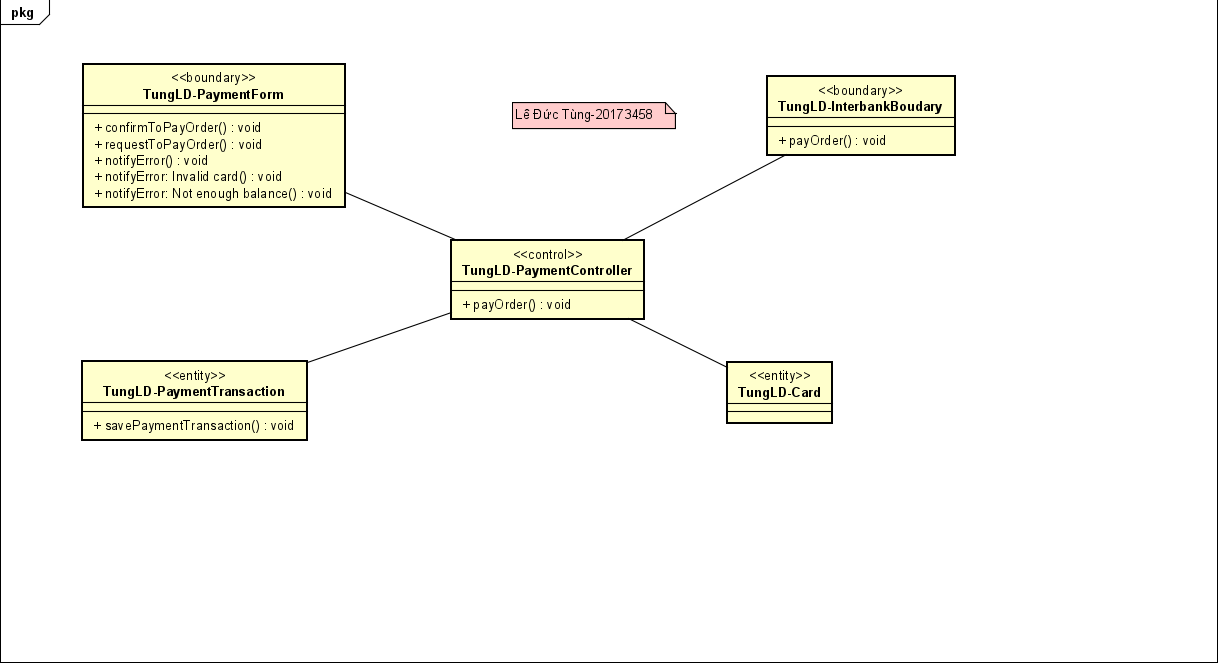 pkg
<<boundary>>
TungLD-PaymentForm
+ confirmToPayOrder() : void
+ requestToPayOrder() : void
+ notifyError() : void
+ notifyError: Invalid card() : void
+ notifyError: Not enough balance() : void
Lê Đức Tùng-20173458
<<boundary>>
TungLD-InterbankBoudary
+ payOrder() : void
<<control>>
TungLD-PaymentController
+ payOrder() : void
<<entity>>
TungLD-PaymentTransaction
+ savePaymentTransaction() : void
<<entity>>
TungLD-Card